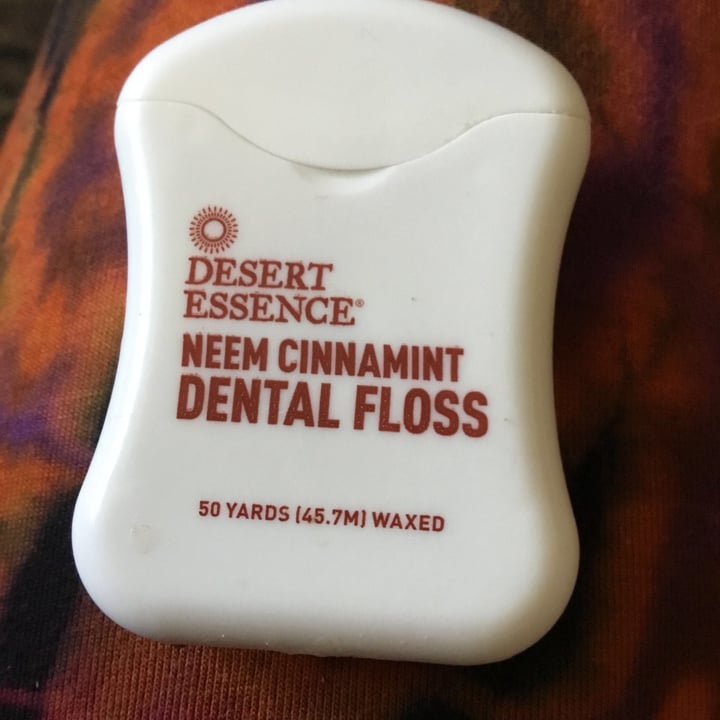 DESERT
ESSENCE®
NEEM CINNAMINT
DENTAL FLOSS
50 YARDS (45.7M) WAXED